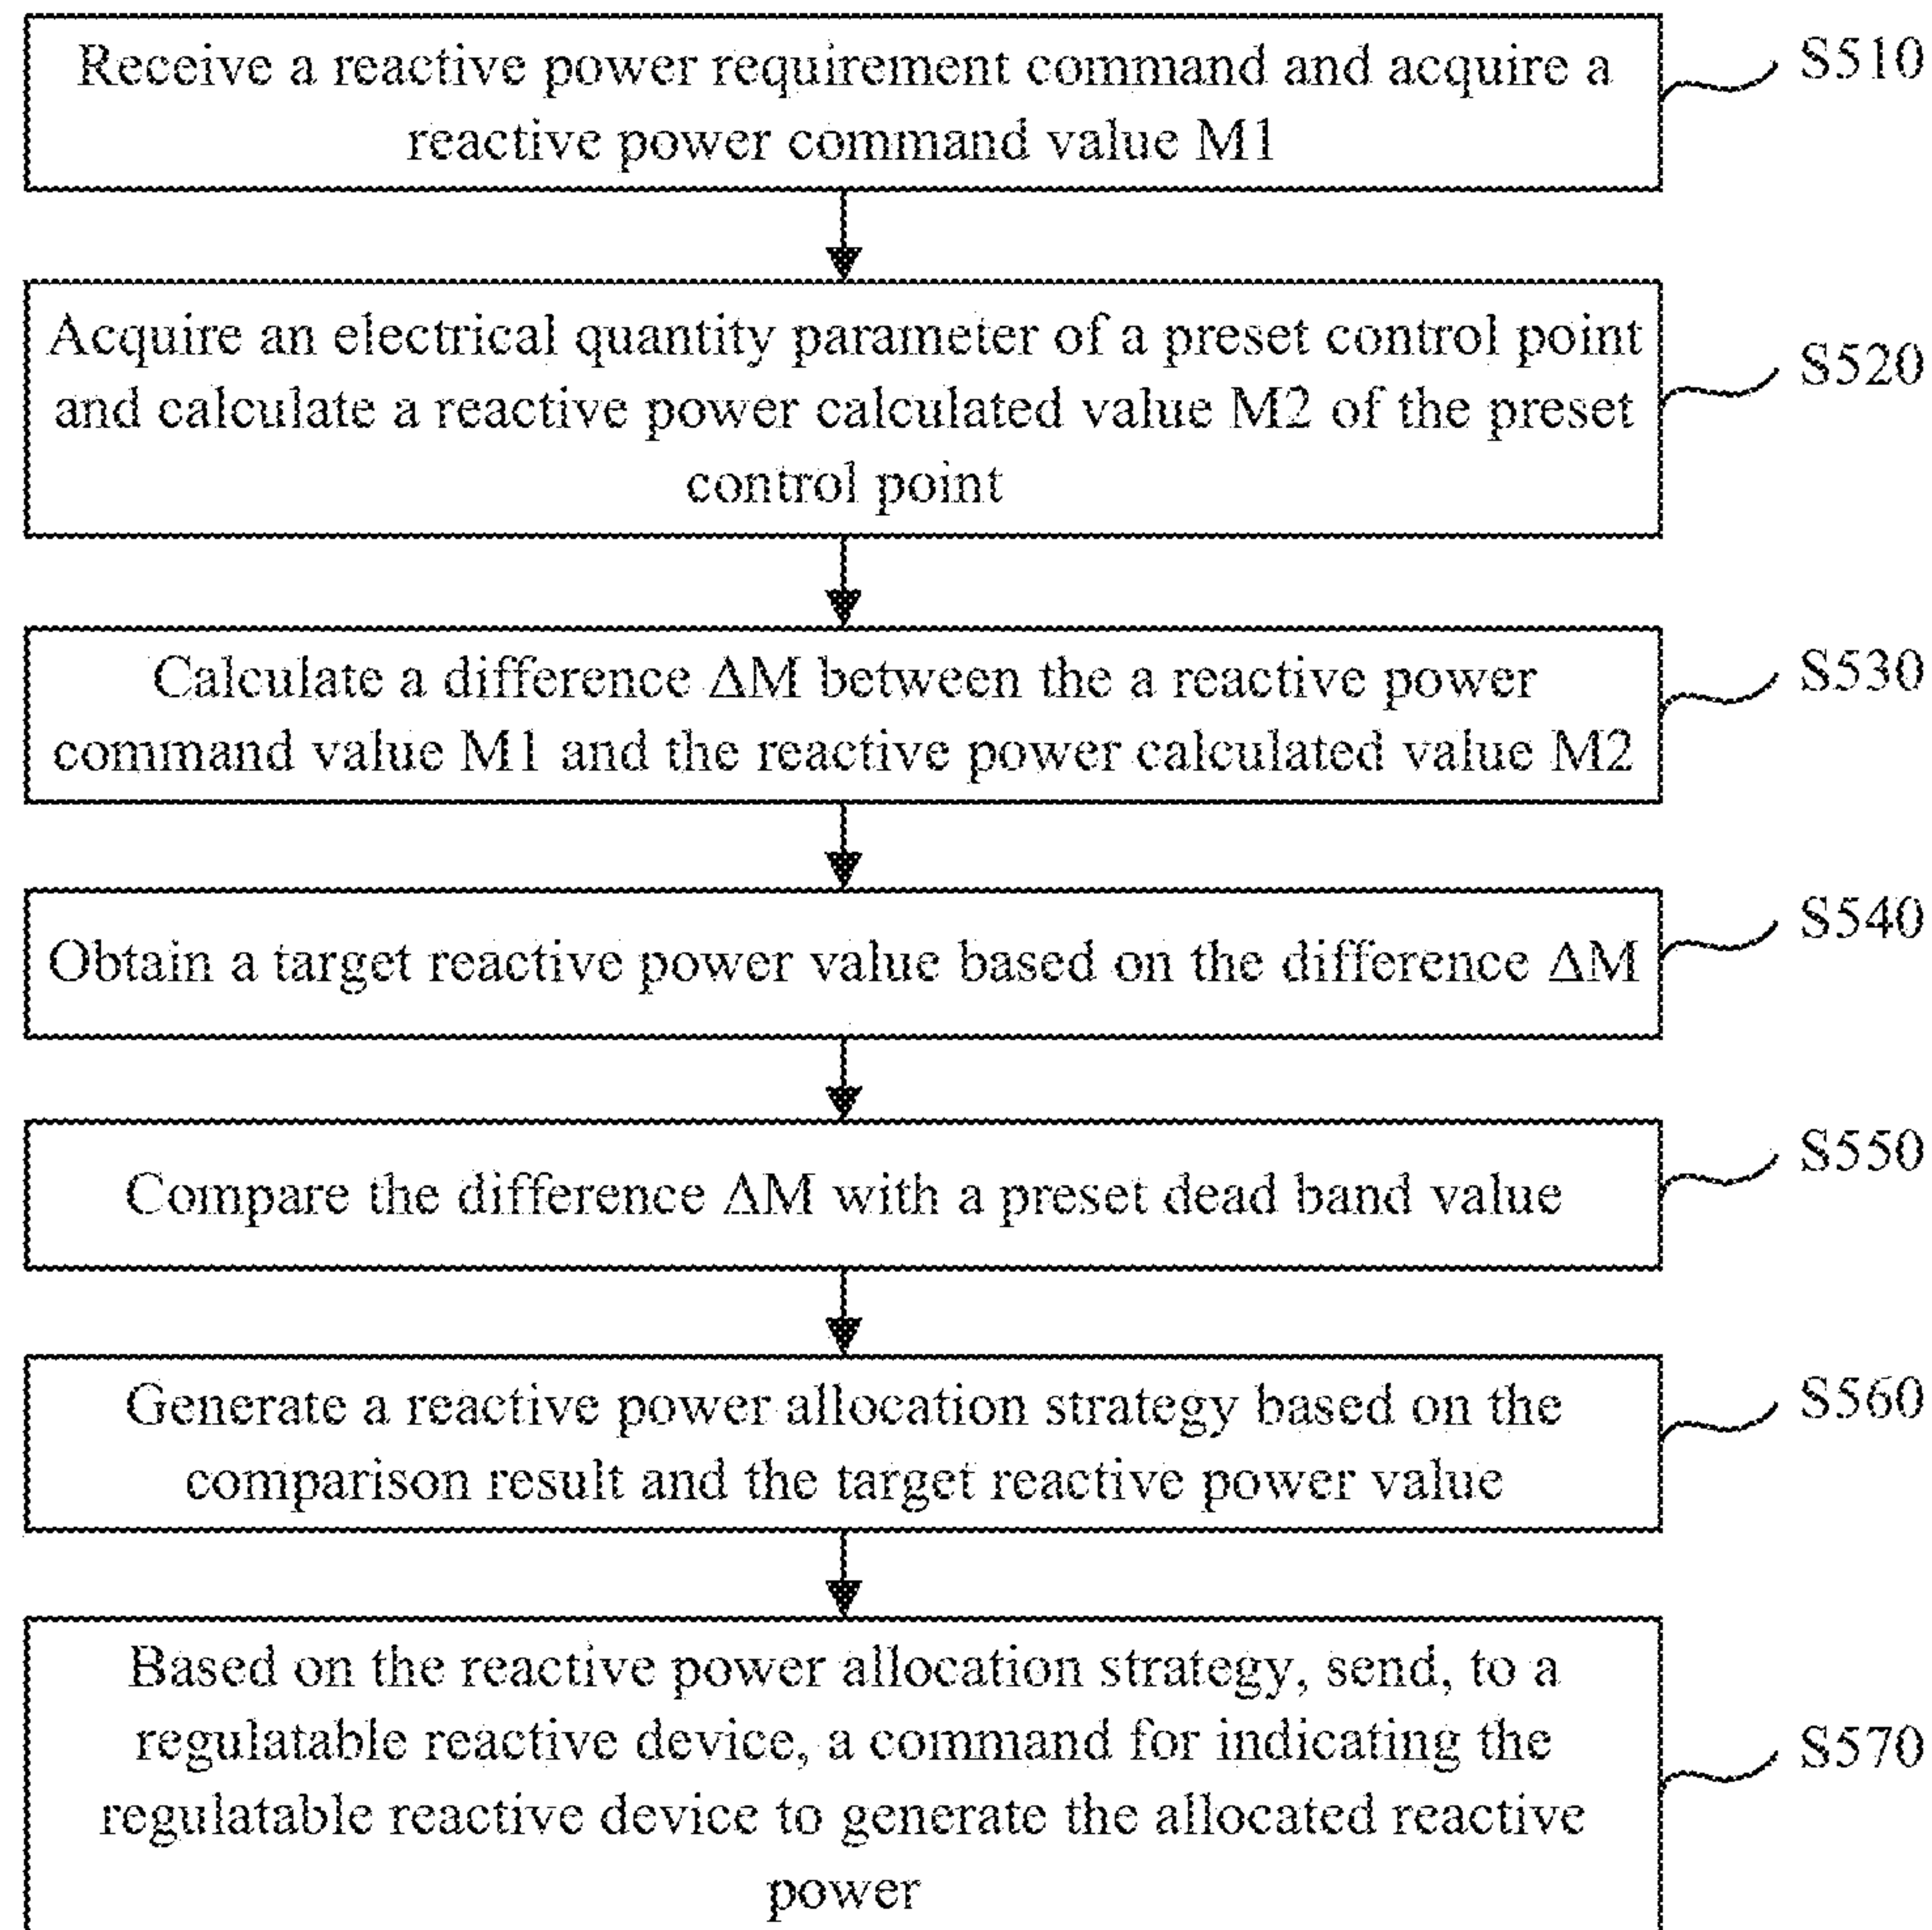 Receive a reactive power requirement command and acquire a
reactive power command value M1
S510
Acquire an electrical quantity parameter of a preset control point
and calculate a reactive power calculated value M2 of the preset
control point
S520
Calculate a difference ΔM between the a reactive power
command value M1 and the reactive power calculated value M2
S530
Obtain a target reactive power value based on the difference ΔM
S540
Compare the difference ΔM with a preset dead band value
S550
Generate a reactive power allocation strategy based on the
comparison result and the target reactive power value
S560
Based on the reactive power allocation strategy, send, to a
regulatable reactive device, a command for indicating the
regulatable reactive device to generate the allocated reactive
power
S570